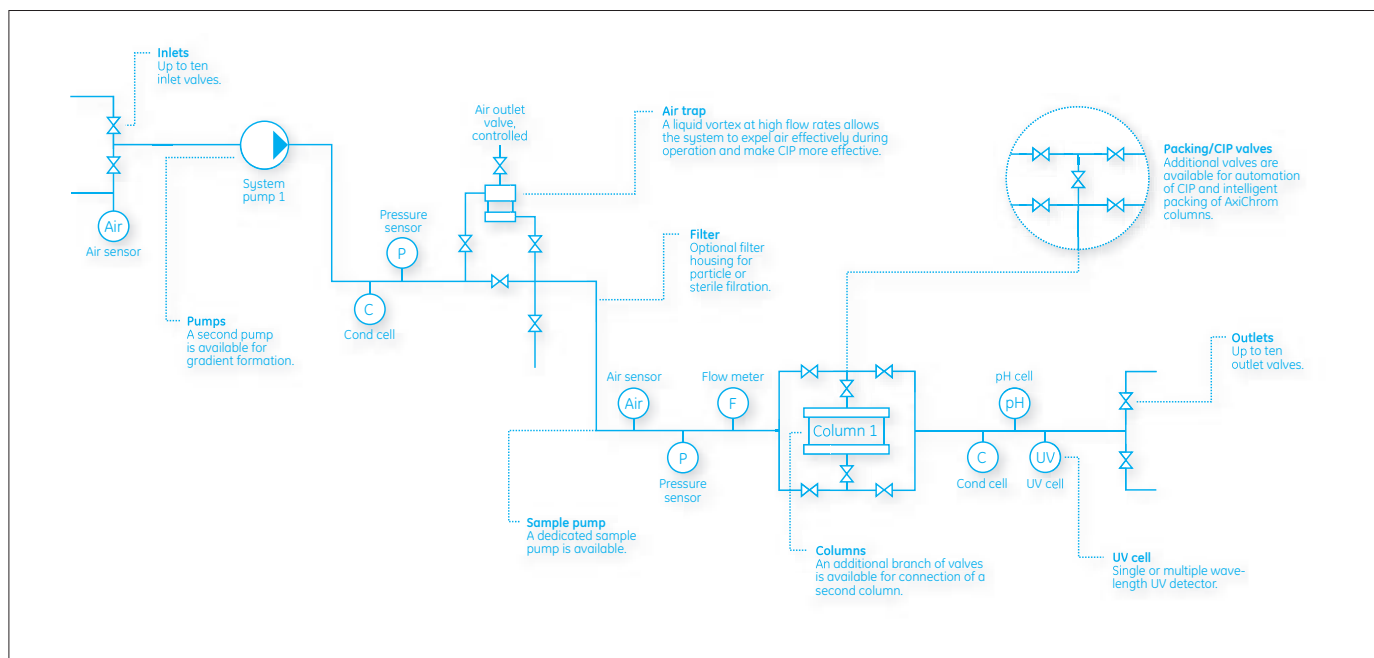 Inlets
Up to ten
inlet valves.
Air outlet
valve,
controlled
Air trap
A liquid vortex at high flow rates allows
the system to expel air effectively during
operation and make CIP more effective.
Packing/CIP valves
Additional valves are
available for automation
of CIP and intelligent
packing of AxiChrom
columns.
System
pump 1
Air
Air sensor
Pressure
sensor
P
Filter
Optional filter
housing for
particle or
sterile filration.
C
Cond cell
Pumps
A second pump
is available for
gradient formation.
Outlets
Up to ten
outlet valves.
Air sensor
Air
Flow meter
F
pH cell
pH
Column 1
P
Pressure
sensor
C
Cond cell
UV
UV cell
Sample pump
A dedicated sample
pump is available.
Columns
An additional branch of valves
is available for connection of a
second column.
UV cell
Single or multiple wave-
length UV detector.